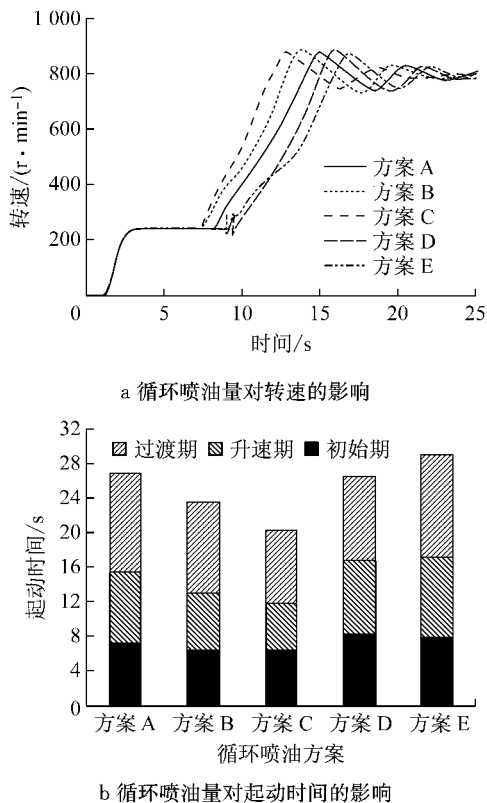 1 000
800
600
400
200
0
转速/(r·min⁻¹)
方案 A
方案 B
方案 C
方案 D
方案 E
5 10 15 20 25
时间/s
a 循环喷油量对转速的影响
32
28
24
20
16
12
8
4
0
起动时间/s
过渡期 升速期 初始期
方案 A 方案 B 方案 C 方案 D 方案 E
循环喷油方案
b 循环喷油量对起动时间的影响